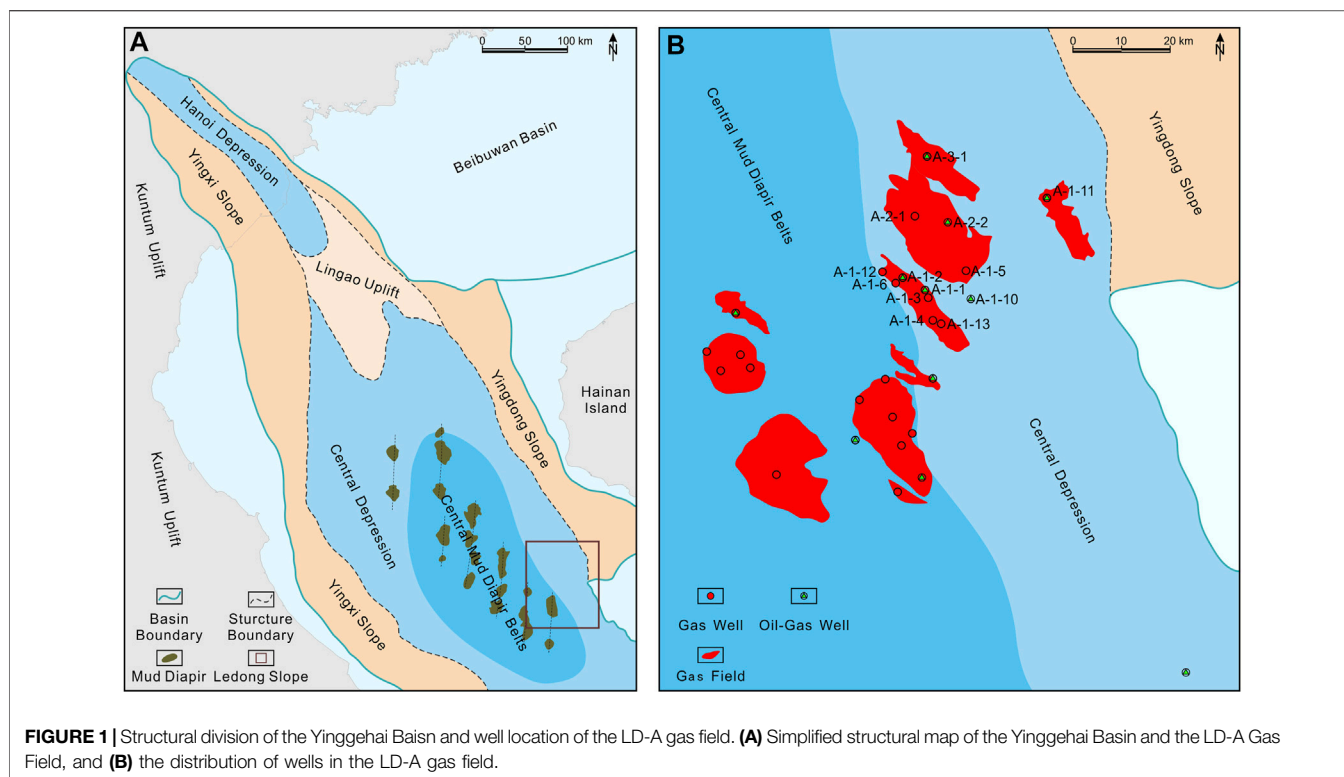 A
0 50 100 km
N
Hanoi Depression
Yingxi Slope
Kuntum Uplift
Beibuwan Basin
Lingao Uplift
Hainan
Island
Yingdong Slope
Central Depression
Central Mud Diapir Belts
Kuntum Uplift
Yingxi Slope
Basin
Boundary
Sturcture
Boundary
Mud Diapir
Ledong Slope
B
0 10 20 km
N
Central Mud Diapir Belts
Yingdong Slope
A-3-1
A-1-11
A-2-1
A-2-2
A-1-12
A-1-2
A-1-5
A-1-6
A-1-1
A-1-3
A-1-10
A-1-4
A-1-13
Central Depression
Gas Well
Oil-Gas Well
Gas Field
FIGURE 1 | Structural division of the Yinggehai Baisn and well location of the LD-A gas field. (A) Simplified structural map of the Yinggehai Basin and the LD-A Gas
Field, and (B) the distribution of wells in the LD-A gas field.